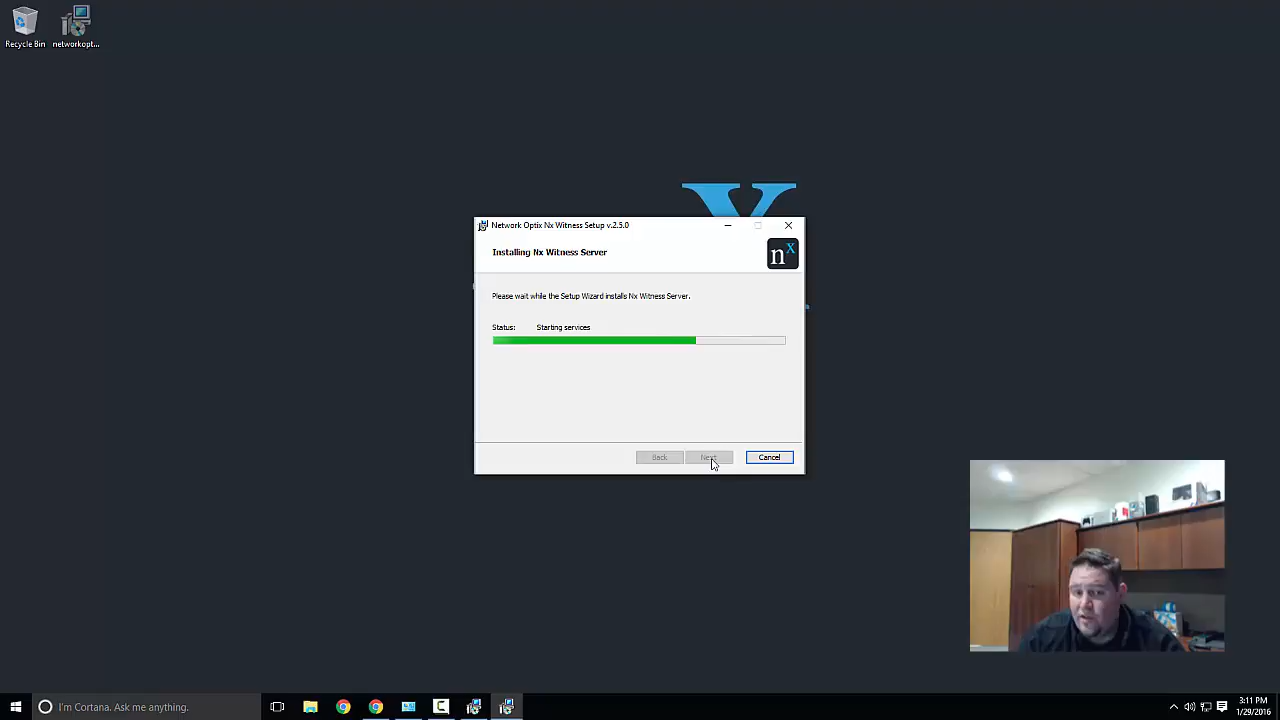 Recycle Bin
networkopt...
Network Optix Nx Witness Setup v.2.5.0
Installing Nx Witness Server
nx
Please wait while the Setup Wizard installs Nx Witness Server.
Status: Starting services
Back
Next
Cancel
I'm Cortana. Ask me anything.
3:11 PM
1/29/2016